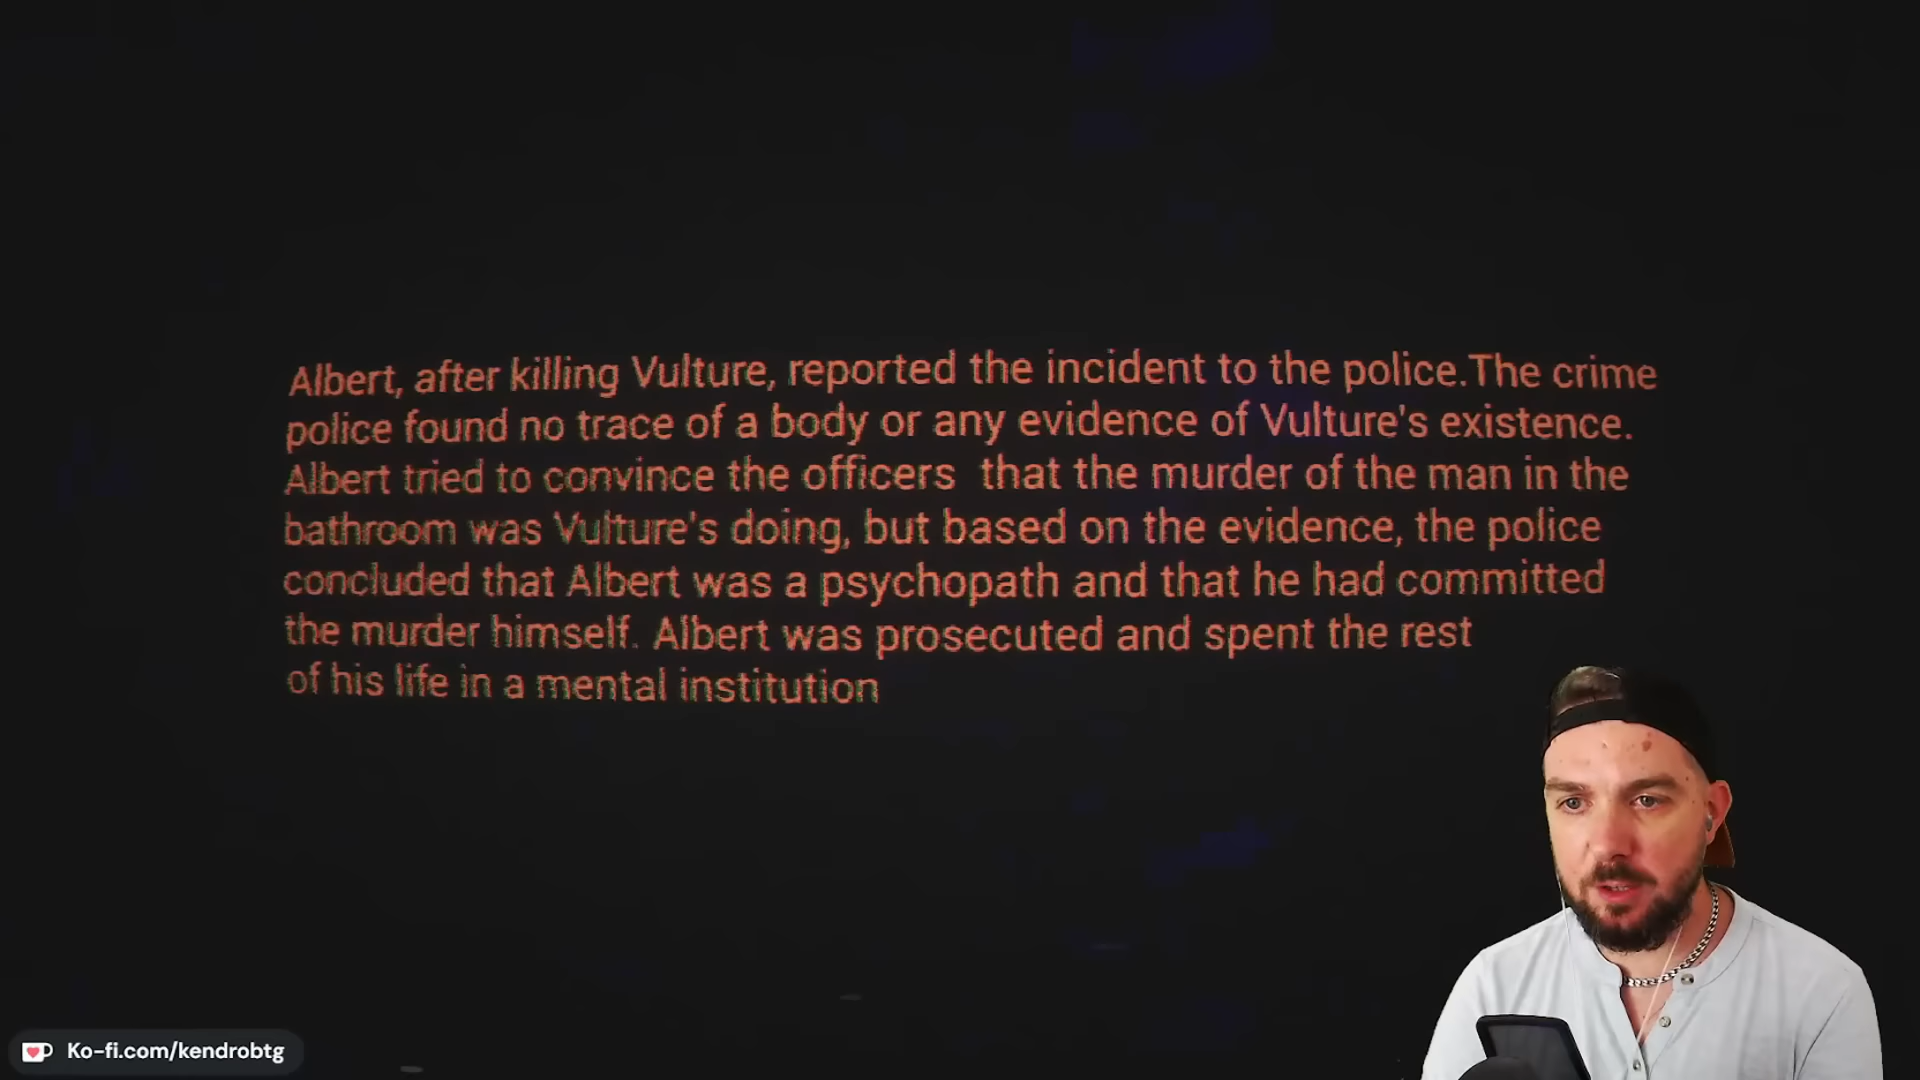 Albert, after killing Vulture, reported the incident to the police.The crime
police found no trace of a body or any evidence of Vulture's existence.
Albert tried to convince the officers  that the murder of the man in the
bathroom was Vulture's doing, but based on the evidence, the police
concluded that Albert was a psychopath and that he had committed
the murder himself. Albert was prosecuted and spent the rest
of his life in a mental institution
Ko-fi.com/kendrobtg